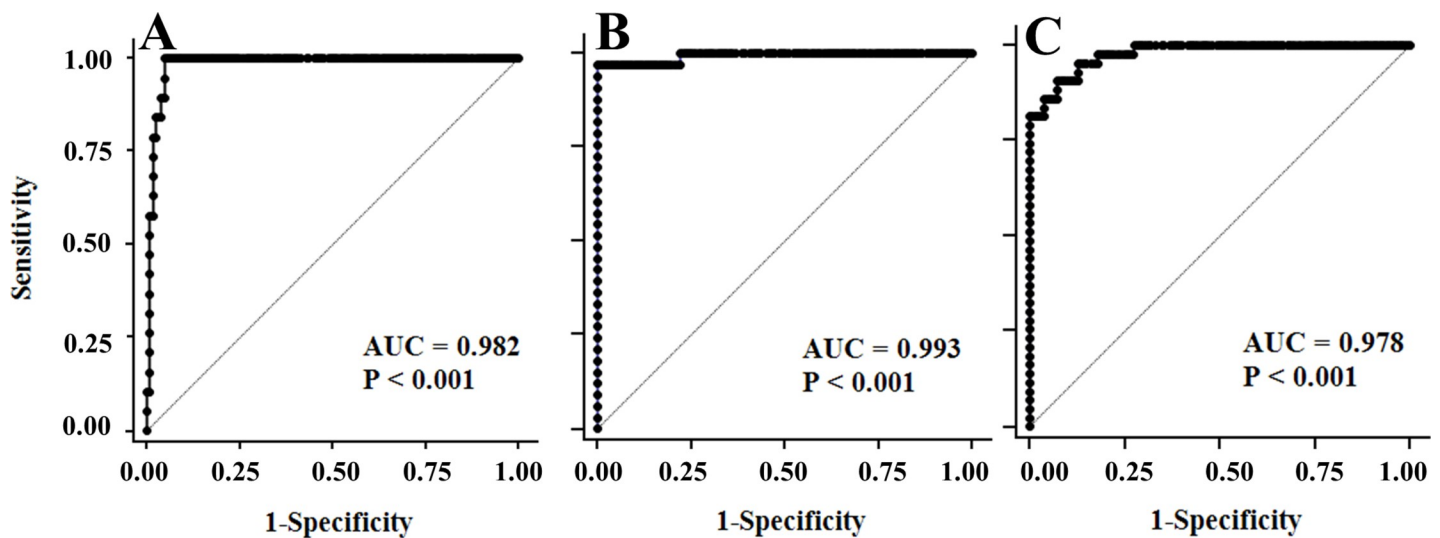 A
B
C
1.00
0.75
0.50
0.25
0.00
Sensitivity
AUC = 0.982
P < 0.001
AUC = 0.993
P < 0.001
AUC = 0.978
P < 0.001
0.00 0.25 0.50 0.75 1.00
0.00 0.25 0.50 0.75 1.00
0.00 0.25 0.50 0.75 1.00
1-Specificity
1-Specificity
1-Specificity